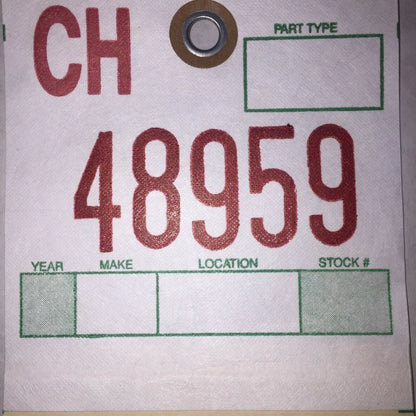 CH
PART TYPE
48959
YEAR MAKE LOCATION STOCK #